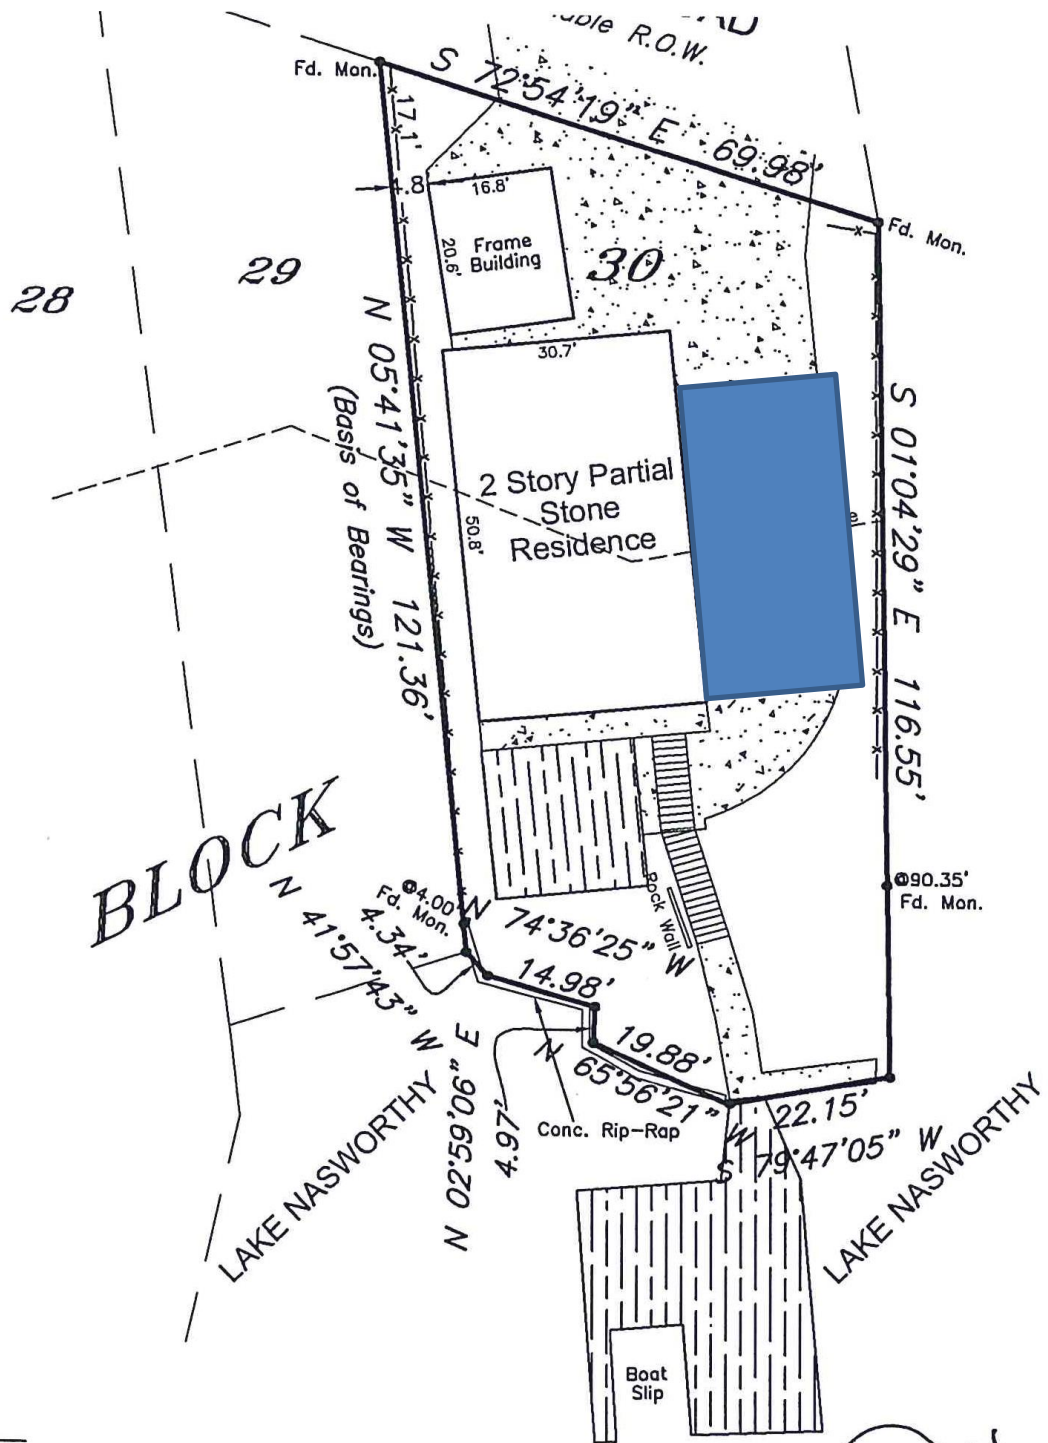 R.O.W.
Fd. Mon.
S 72°54'19" E 69.98'
17.1'
.8
16.8'
Fd. Mon.
20.6'
Frame
Building
30
29
28
30.7'
N 05°41'35" W 121.36'
(Basis of Bearings)
S 01°04'29" E 116.55'
2 Story Partial
Stone
Residence
50.8'
BLOCK
@90.35'
Fd. Mon.
@4.00'
Fd. Mon.
Rock Wall
N 74°36'25" W
14.98'
4.34'
N 41°57'43" W
19.88'
N 65°56'21" W
N 02°59'06" E
4.97'
Conc. Rip-Rap
22.15'
S 79°47'05" W
LAKE NASWORTHY
LAKE NASWORTHY
Boat
Slip